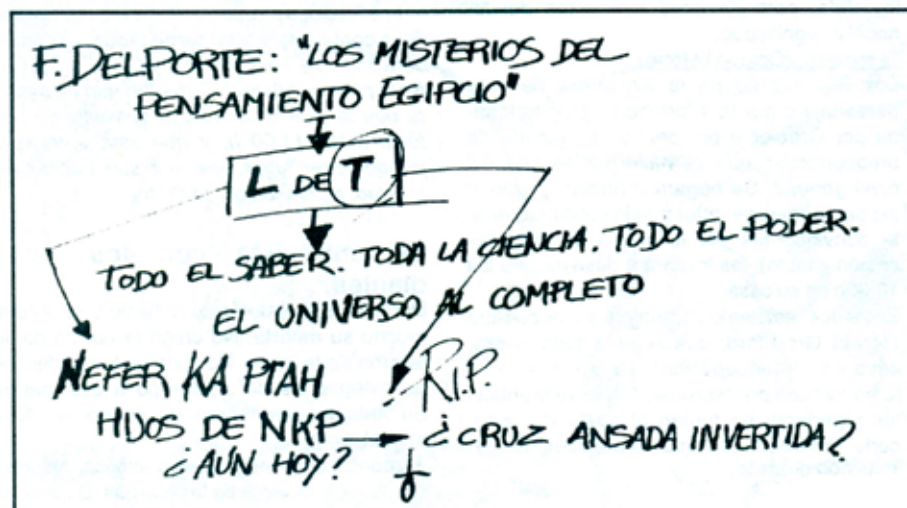 F. DELPORTE: "LOS MISTERIOS DEL
PENSAMIENTO EGIPCIO"
L DE T
TODO EL SABER. TODA LA CIENCIA. TODO EL PODER.
EL UNIVERSO AL COMPLETO
NEFER KA PTAH
R.I.P.
HIJOS DE NKP
¿CRUZ ANSADA INVERTIDA?
¿AÚN HOY?